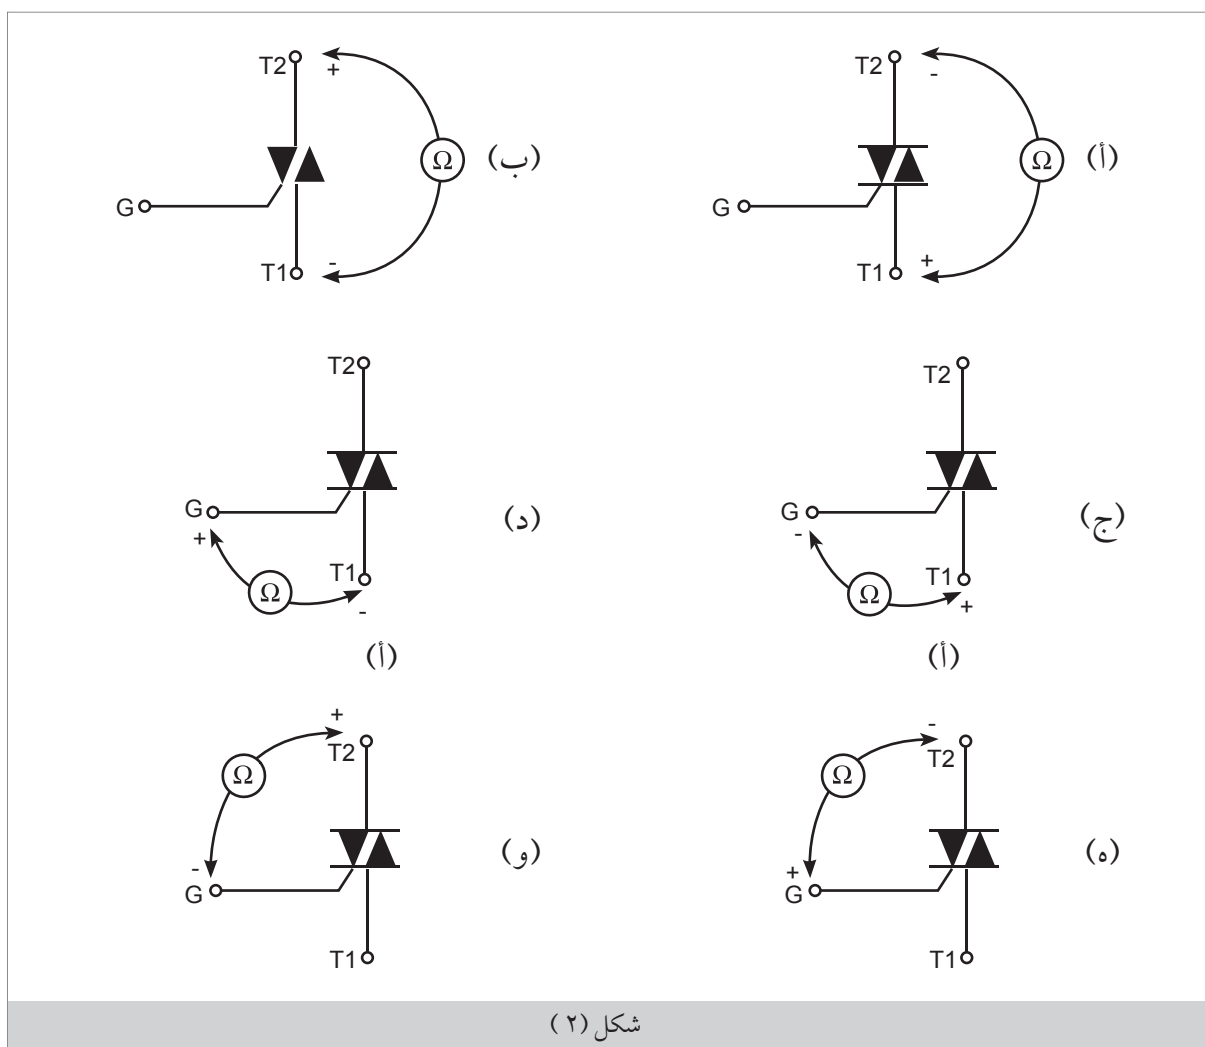 T2 - Ω (أ) G T1 +
T2 + Ω (ب) G T1 -
T2 G - Ω T1 + (ج)
(أ)
T2 G + Ω T1 - (د)
(أ)
- T2 Ω + G T1 (ه)
+ T2 Ω - G T1 (و)
شكل (٢)